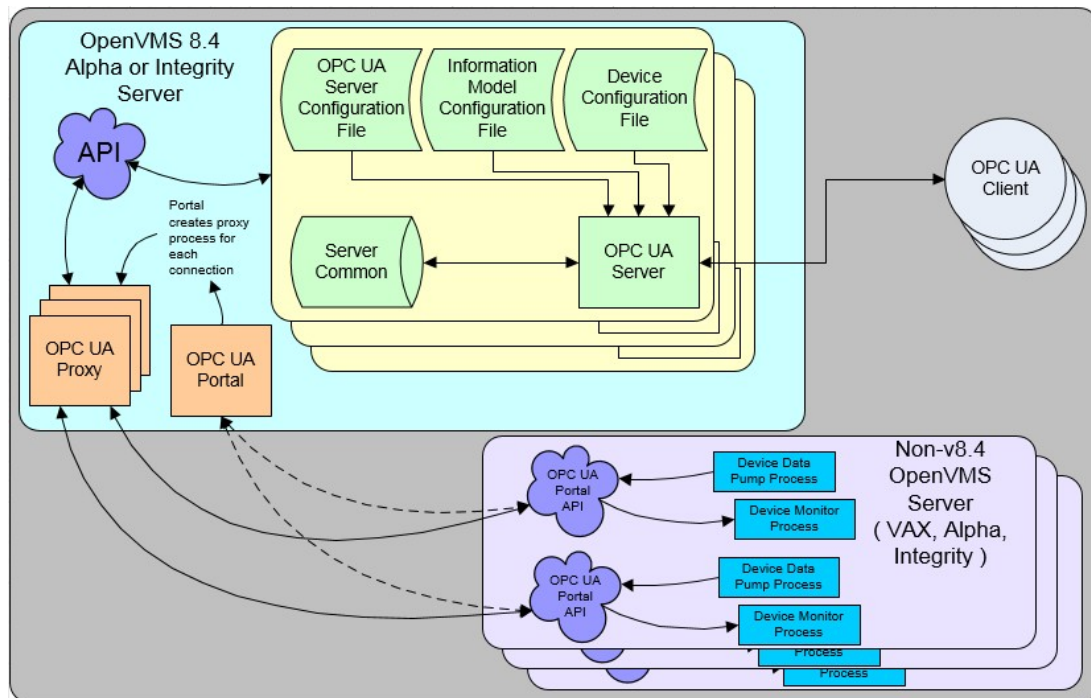 OpenVMS 8.4
Alpha or Integrity
Server
API
Portal
creates proxy
process for
each
connection
OPC UA
Proxy
OPC UA
Portal
OPC UA
Server
Configuration
File
Information
Model
Configuration
File
Device
Configuration
File
Server
Common
OPC UA
Server
OPC UA
Client
Non-v8.4
OpenVMS
Server
( VAX, Alpha,
Integrity )
OPC UA
Portal
API
Device Data
Pump Process
Device Monitor
Process
OPC UA
Portal
API
Device Data
Pump Process
Device Monitor
Process
Process
Process